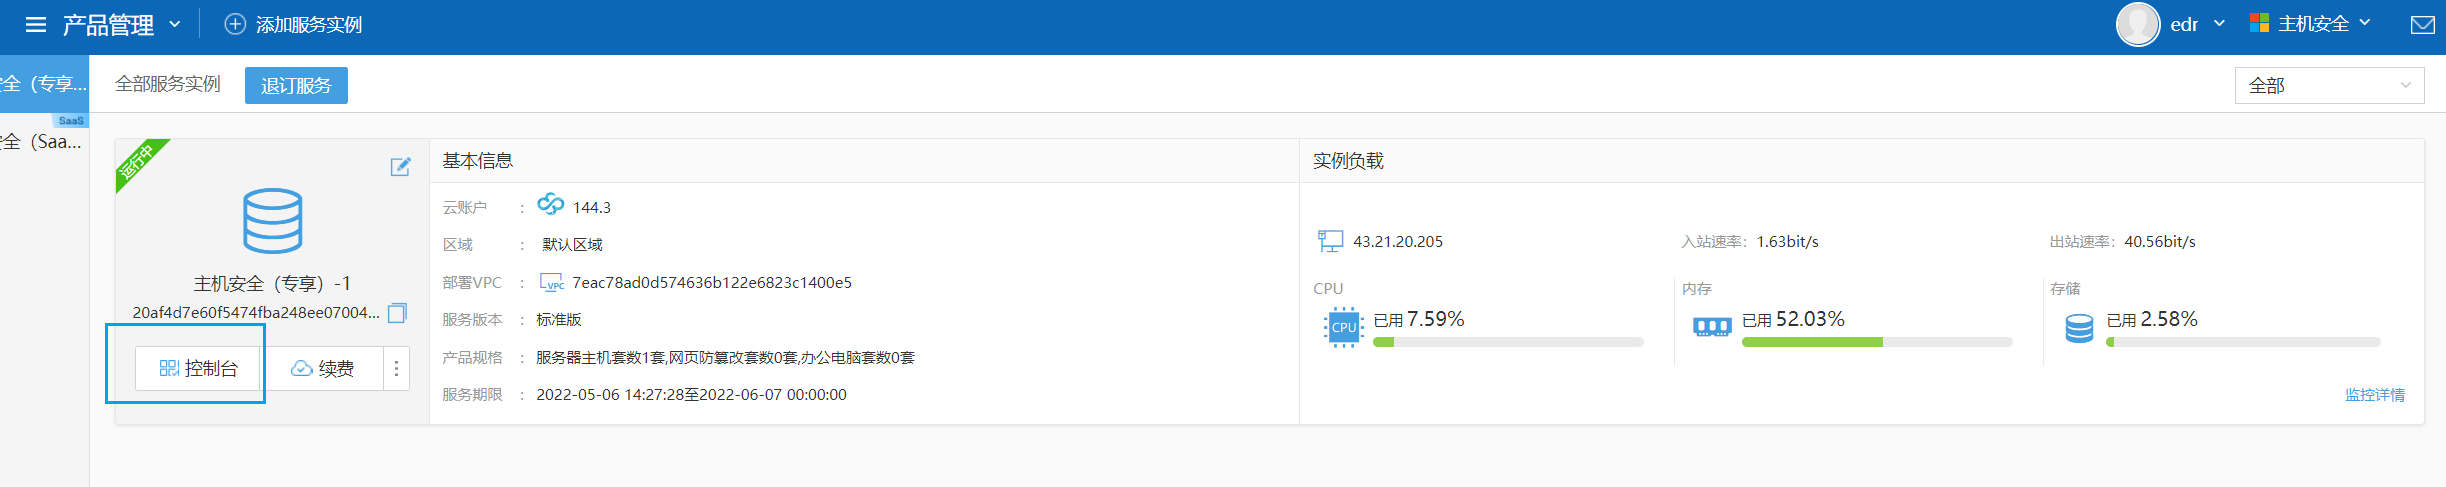 产品管理
添加服务实例
edr
主机安全
全（专享...
全部服务实例
退订服务
全部
SaaS
全（Saa...
运行中
主机安全（专享）-1
20af4d7e60f5474fba248ee07004...
控制台
续费
基本信息
云账户 : 144.3
区域 : 默认区域
部署VPC : VPC 7eac78ad0d574636b122e6823c1400e5
服务版本 : 标准版
产品规格 : 服务器主机套数1套,网页防篡改套数0套,办公电脑套数0套
服务期限 : 2022-05-06 14:27:28至2022-06-07 00:00:00
实例负载
43.21.20.205
入站速率：1.63bit/s
出站速率：40.56bit/s
CPU
CPU
已用 7.59%
内存
已用 52.03%
存储
已用 2.58%
监控详情